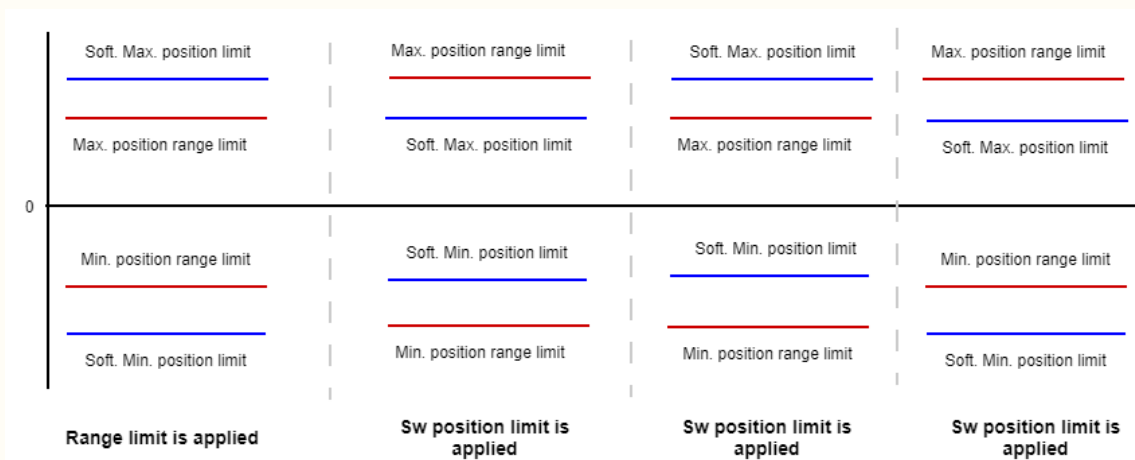 Soft. Max. position limit
Max. position range limit
Soft. Max. position limit
Max. position range limit
Max. position range limit
Soft. Max. position limit
Max. position range limit
Soft. Max. position limit
0
Min. position range limit
Soft. Min. position limit
Soft. Min. position limit
Min. position range limit
Soft. Min. position limit
Min. position range limit
Min. position range limit
Soft. Min. position limit
Range limit is applied
Sw position limit is
applied
Sw position limit is
applied
Sw position limit is
applied